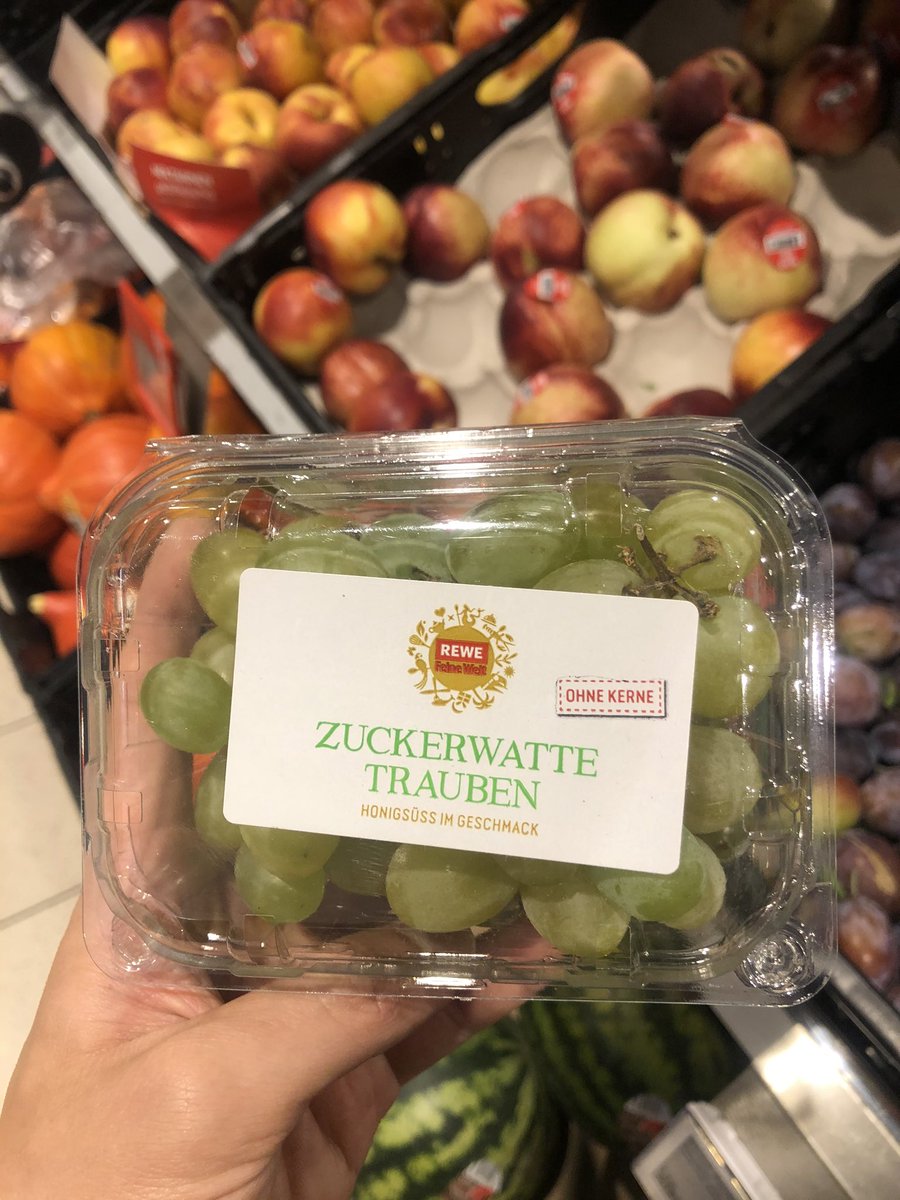 REWE
Feine Welt
OHNE KERNE
ZUCKERWATTE
TRAUBEN
HONIGSÜSS IM GESCHMACK